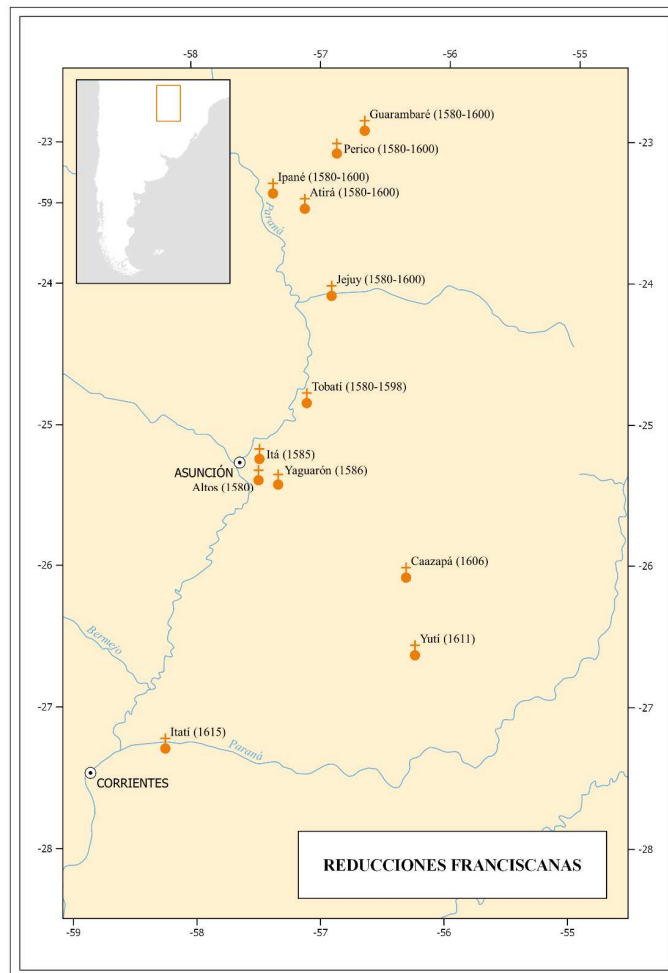 -58
-57
-56
-55
Guarambaré (1580-1600)
-23
Perico (1580-1600)
-23
Ipané (1580-1600)
Atirá (1580-1600)
-59
Paraná
Jejuy (1580-1600)
-24
-24
Tobatí (1580-1598)
-25
-25
Itá (1585)
ASUNCIÓN
Yaguarón (1586)
Altos (1580)
Caazapá (1606)
-26
-26
Yutí (1611)
Bermejo
-27
-27
Itatí (1615)
Paraná
CORRIENTES
-28
-28
REDUCCIONES FRANCISCANAS
-59
-58
-57
-56
-55